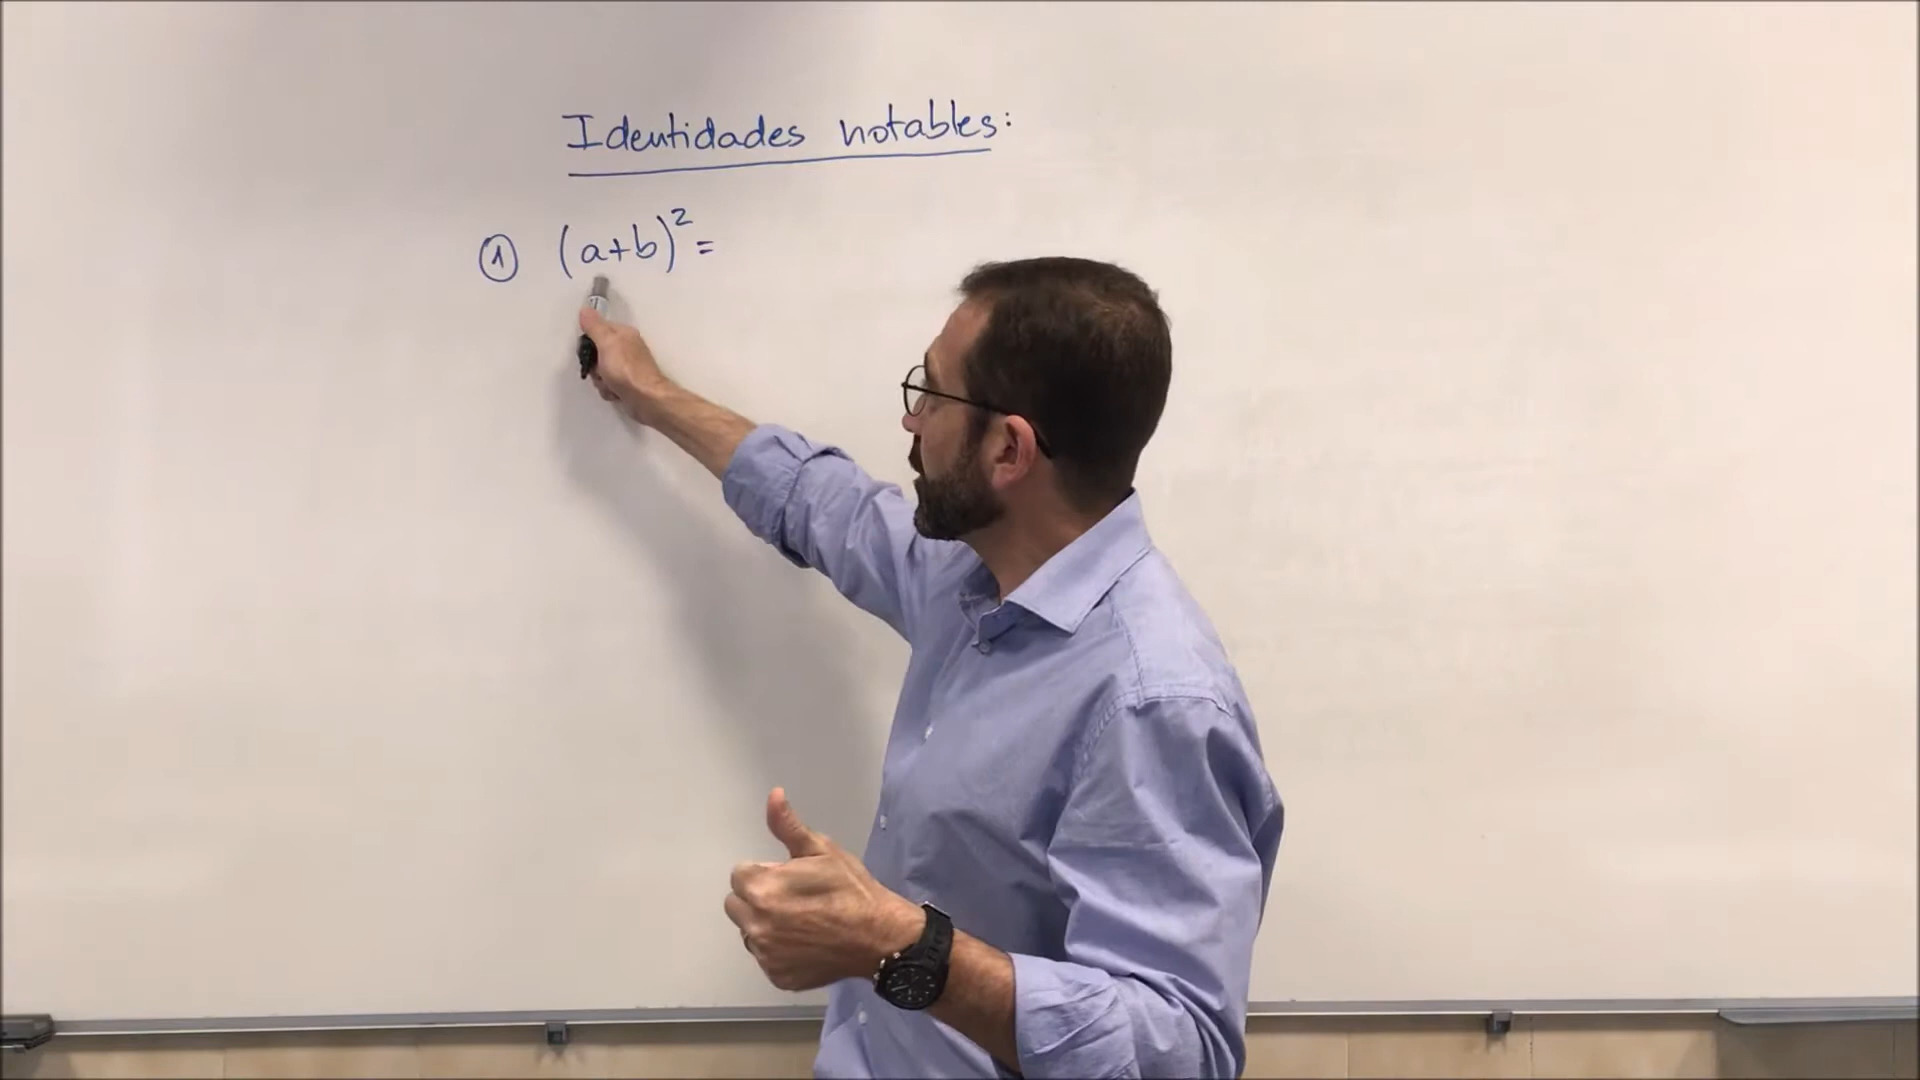 Identidades notables:
① (a+b)² =